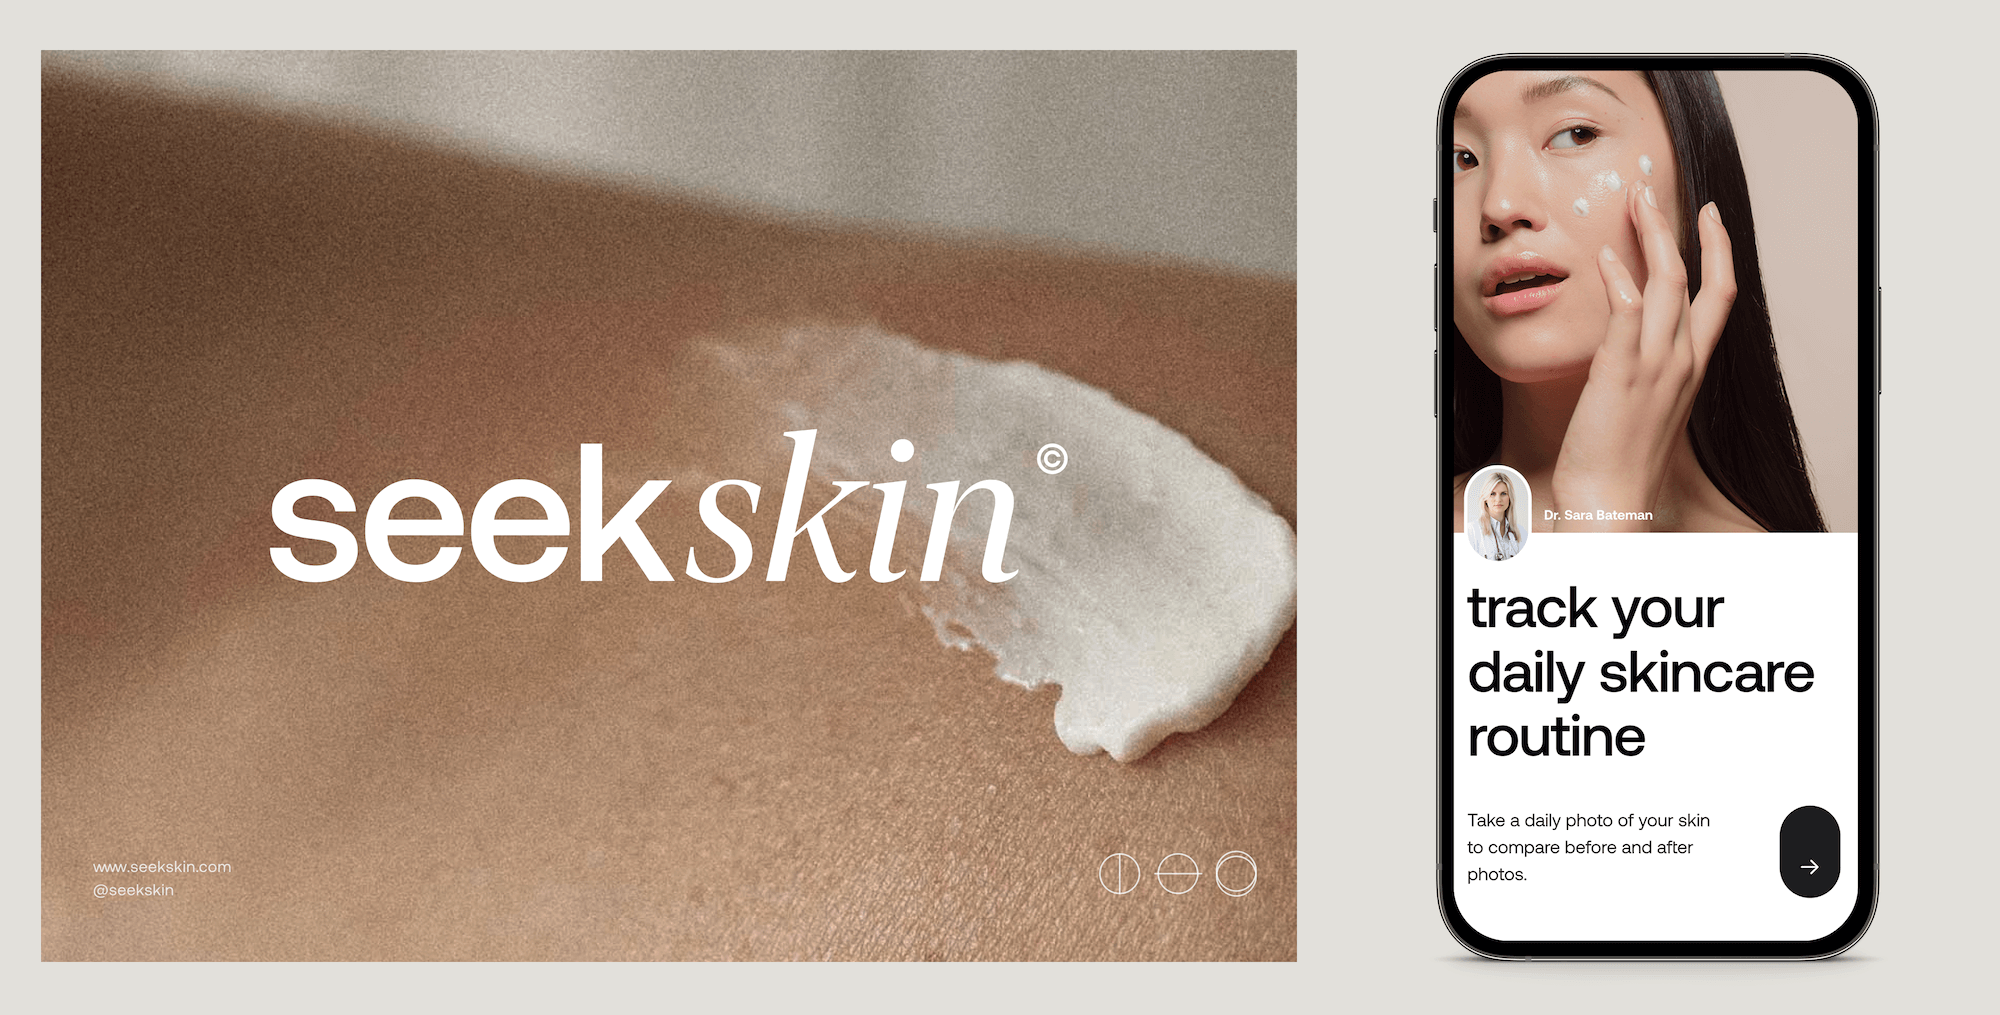 seekskin©
www.seekskin.com
@seekskin
Dr. Sara Bateman
track your
daily skincare
routine
Take a daily photo of your skin
to compare before and after
photos.